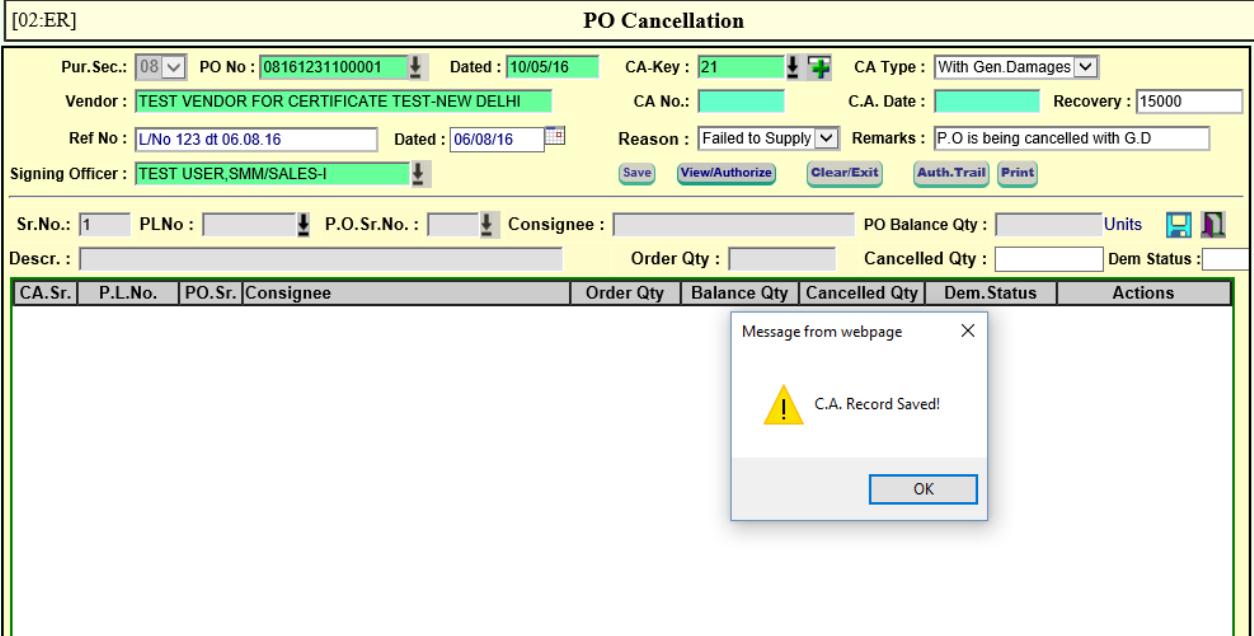 [02:ER] PO Cancellation
Pur.Sec.: 08 PO No : 08161231100001 Dated : 10/05/16 CA-Key : 21 CA Type : With Gen.Damages
Vendor : TEST VENDOR FOR CERTIFICATE TEST-NEW DELHI CA No.: C.A. Date : Recovery : 15000
Ref No : L/No 123 dt 06.08.16 Dated : 06/08/16 Reason : Failed to Supply Remarks : P.O is being cancelled with G.D
Signing Officer : TEST USER,SMM/SALES-I Save View/Authorize Clear/Exit Auth.Trail Print
Sr.No.: 1 PLNo : P.O.Sr.No. : Consignee : PO Balance Qty : Units
Descr. : Order Qty : Cancelled Qty : Dem Status :
CA.Sr. P.L.No. PO.Sr. Consignee Order Qty Balance Qty Cancelled Qty Dem.Status Actions
Message from webpage
C.A. Record Saved!
OK